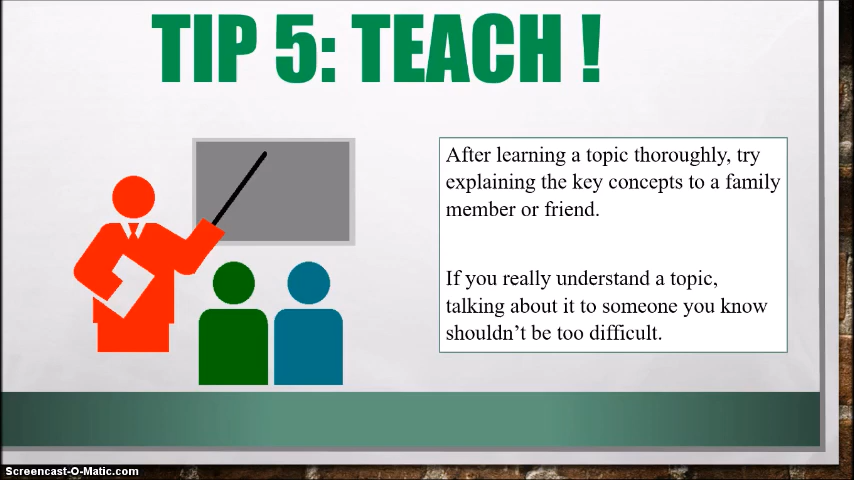 TIP 5: TEACH !
After learning a topic thoroughly, try
explaining the key concepts to a family
member or friend.
If you really understand a topic,
talking about it to someone you know
shouldn’t be too difficult.
Screencast-O-Matic.com